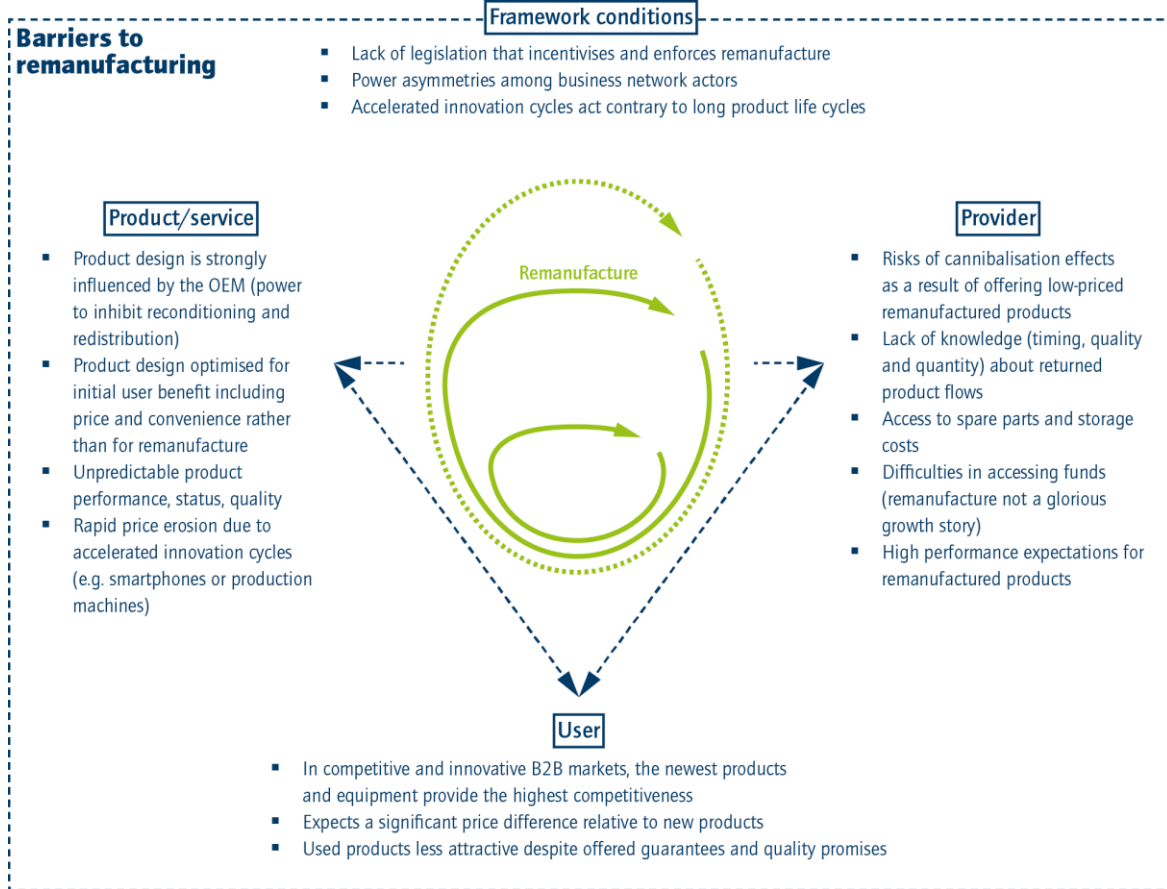 Framework conditions
Barriers to
remanufacturing
▪ Lack of legislation that incentivises and enforces remanufacture
▪ Power asymmetries among business network actors
▪ Accelerated innovation cycles act contrary to long product life cycles
Product/service
▪ Product design is strongly
influenced by the OEM (power
to inhibit reconditioning and
redistribution)
▪ Product design optimised for
initial user benefit including
price and convenience rather
than for remanufacture
▪ Unpredictable product
performance, status, quality
▪ Rapid price erosion due to
accelerated innovation cycles
(e.g. smartphones or production
machines)
Remanufacture
Provider
▪ Risks of cannibalisation effects
as a result of offering low-priced
remanufactured products
▪ Lack of knowledge (timing, quality
and quantity) about returned
product flows
▪ Access to spare parts and storage
costs
▪ Difficulties in accessing funds
(remanufacture not a glorious
growth story)
▪ High performance expectations for
remanufactured products
User
▪ In competitive and innovative B2B markets, the newest products
and equipment provide the highest competitiveness
▪ Expects a significant price difference relative to new products
▪ Used products less attractive despite offered guarantees and quality promises